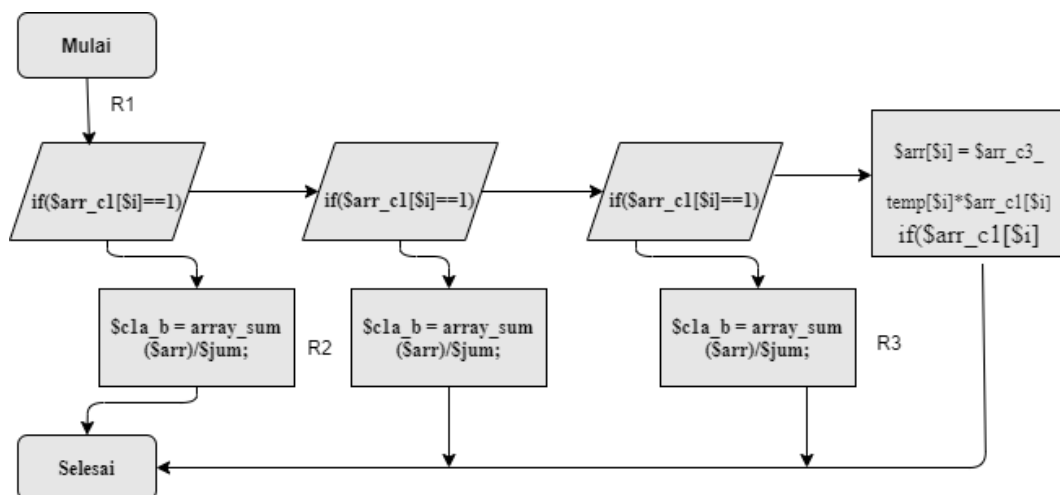 Mulai
R1
if($arr_c1[$i]==1)
if($arr_c1[$i]==1)
if($arr_c1[$i]==1)
$arr[$i] = $arr_c3_
temp[$i]*$arr_c1[$i]
if($arr_c1[$i]
$c1a_b = array_sum
($arr)/$jum;
R2
$c1a_b = array_sum
($arr)/$jum;
$c1a_b = array_sum
($arr)/$jum;
R3
Selesai